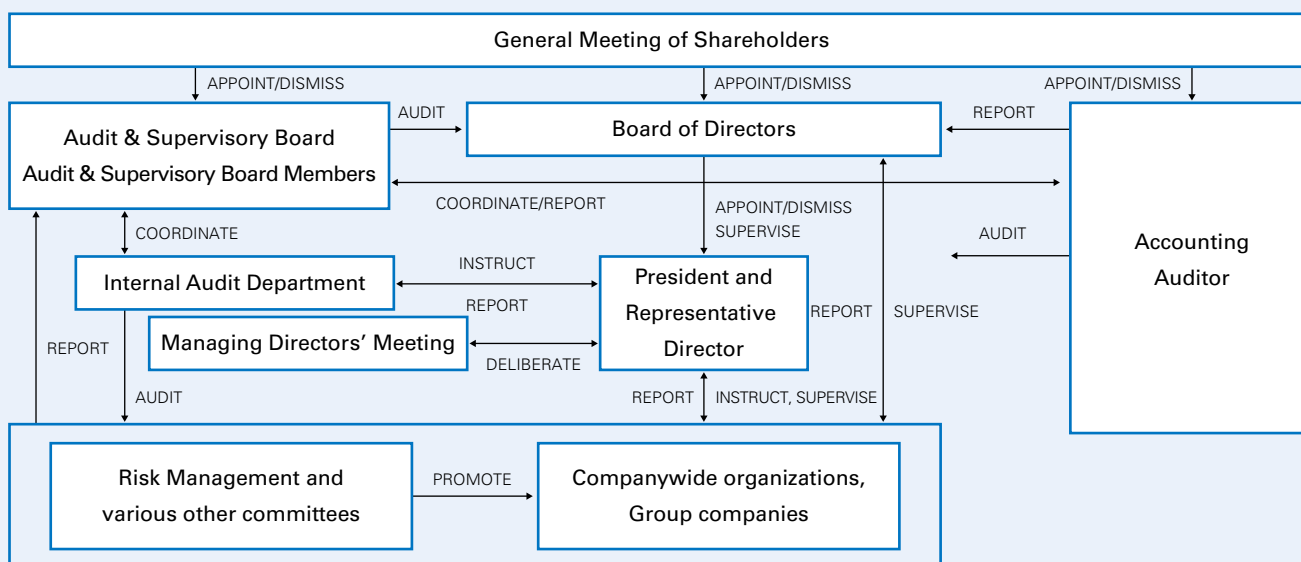 General Meeting of Shareholders
APPOINT/DISMISS
APPOINT/DISMISS
APPOINT/DISMISS
Audit & Supervisory Board
Audit & Supervisory Board Members
AUDIT
Board of Directors
REPORT
COORDINATE/REPORT
APPOINT/DISMISS
SUPERVISE
COORDINATE
AUDIT
Accounting
Auditor
Internal Audit Department
INSTRUCT
REPORT
President and
Representative
Director
REPORT
SUPERVISE
REPORT
Managing Directors’ Meeting
DELIBERATE
AUDIT
REPORT
INSTRUCT, SUPERVISE
Risk Management and
various other committees
PROMOTE
Companywide organizations,
Group companies